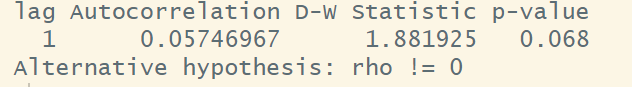 lag Autocorrelation D-W Statistic p-value
1 0.05746967 1.881925 0.068
Alternative hypothesis: rho != 0